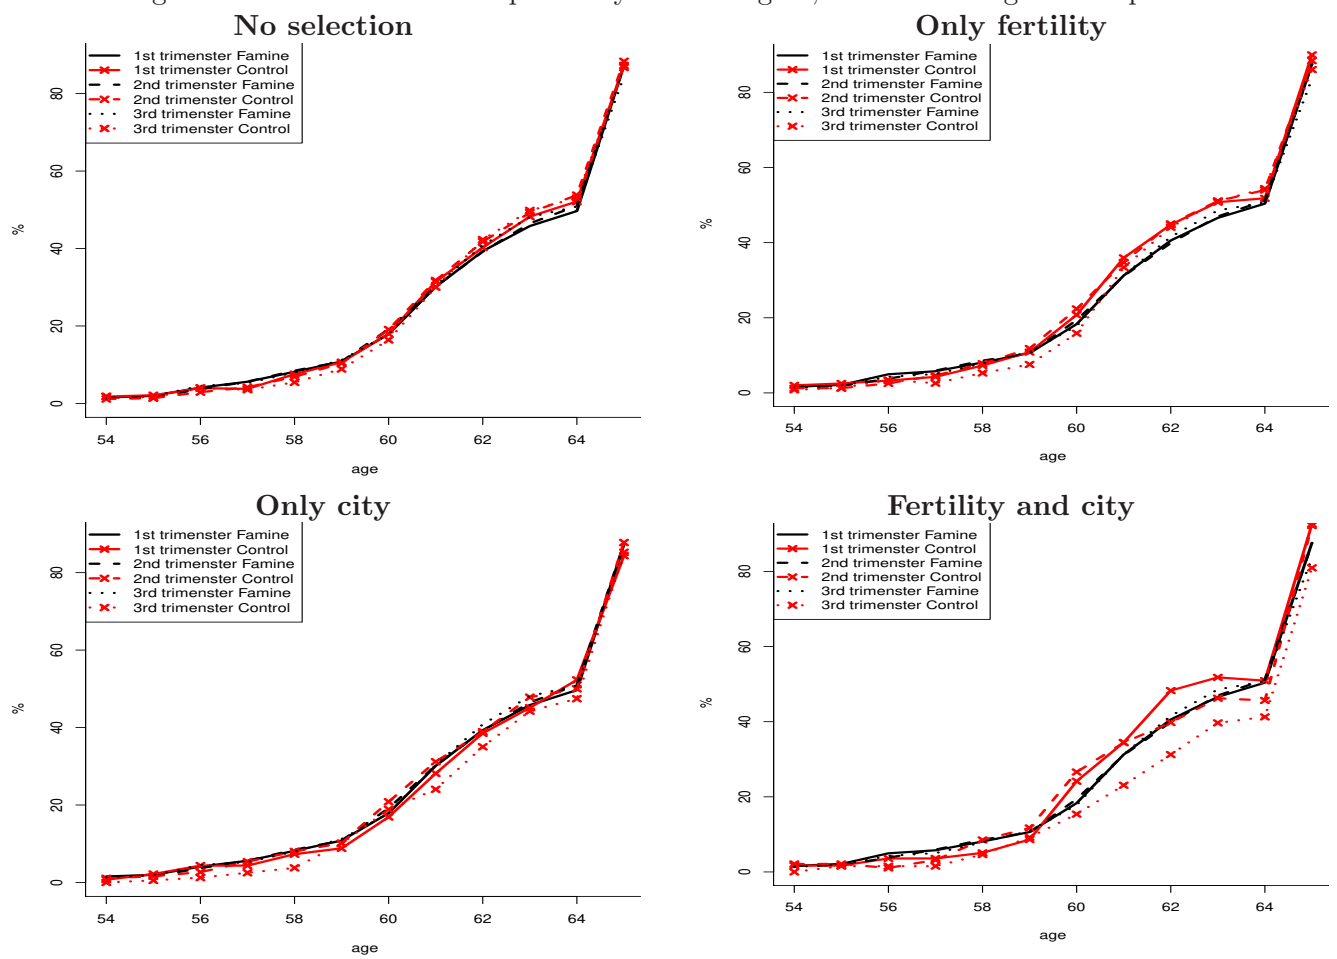 No selection
1st trimenster Famine
1st trimenster Control
2nd trimenster Famine
2nd trimenster Control
3rd trimenster Famine
3rd trimenster Control
%
0
20
40
60
80
54
56
58
60
62
64
age
Only fertility
1st trimenster Famine
1st trimenster Control
2nd trimenster Famine
2nd trimenster Control
3rd trimenster Famine
3rd trimenster Control
%
0
20
40
60
80
54
56
58
60
62
64
age
Only city
1st trimenster Famine
1st trimenster Control
2nd trimenster Famine
2nd trimenster Control
3rd trimenster Famine
3rd trimenster Control
%
0
20
40
60
80
54
56
58
60
62
64
age
Fertility and city
1st trimenster Famine
1st trimenster Control
2nd trimenster Famine
2nd trimenster Control
3rd trimenster Famine
3rd trimenster Control
%
0
20
40
60
80
54
56
58
60
62
64
age